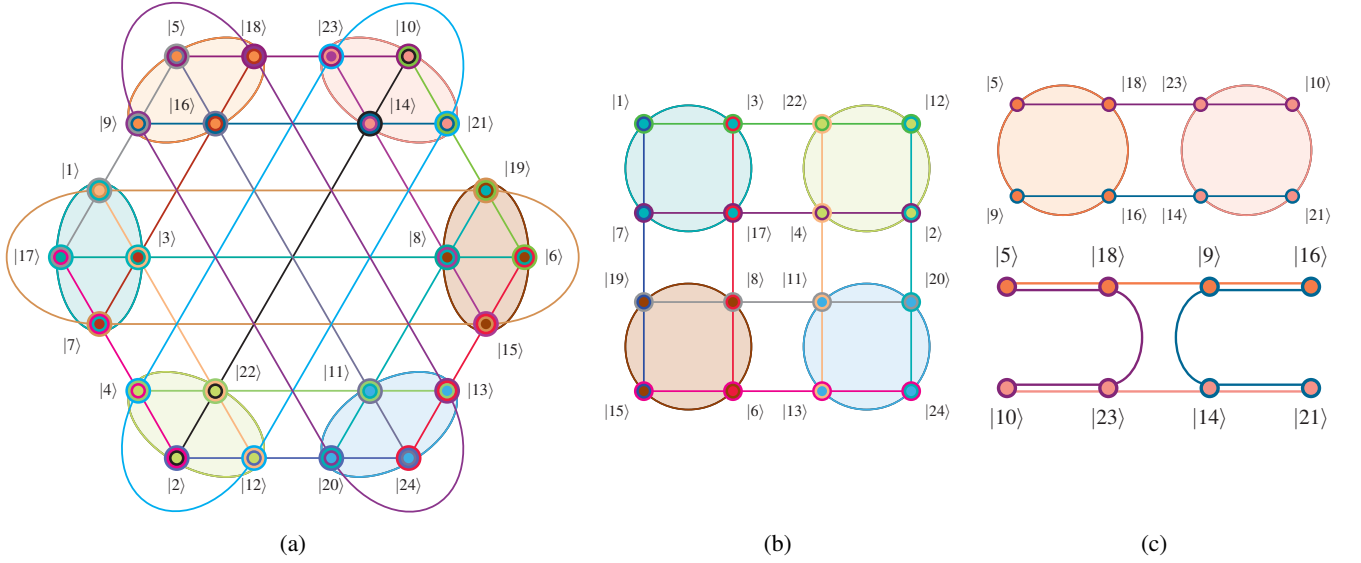 |5⟩ |18⟩ |23⟩ |10⟩
|16⟩ |14⟩
|9⟩ |21⟩
|1⟩ |19⟩
|17⟩ |3⟩ |8⟩ |6⟩
|7⟩ |15⟩
|4⟩ |22⟩ |11⟩ |13⟩
|2⟩ |12⟩ |20⟩ |24⟩
(a)
|1⟩ |3⟩ |22⟩ |12⟩
|7⟩ |17⟩ |4⟩ |2⟩
|19⟩ |8⟩ |11⟩ |20⟩
|15⟩ |6⟩ |13⟩ |24⟩
(b)
|5⟩ |18⟩ |23⟩ |10⟩
|9⟩ |16⟩ |14⟩ |21⟩
|5⟩ |18⟩ |9⟩ |16⟩
|10⟩ |23⟩ |14⟩ |21⟩
(c)